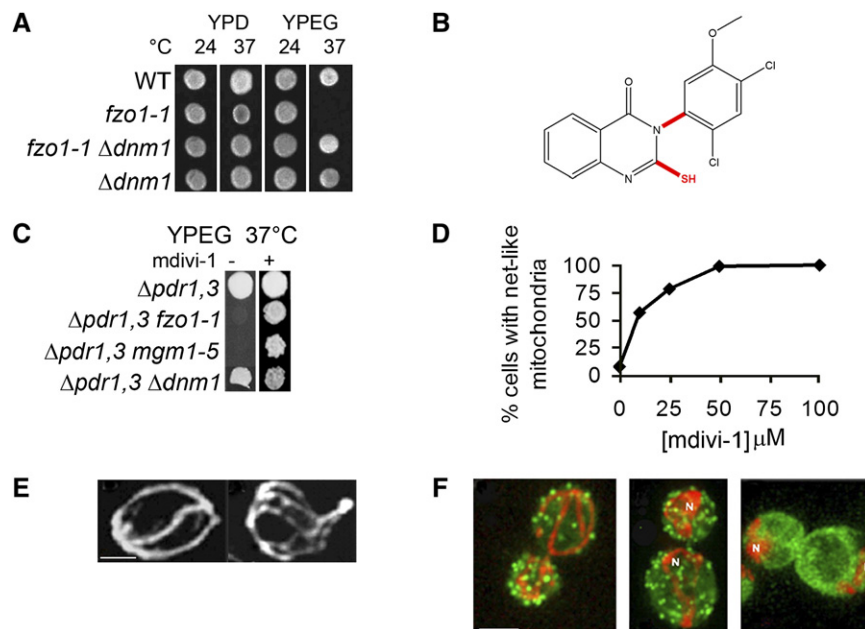 A
YPD YPEG
°C 24 37 24 37
WT
fzo1-1
fzo1-1 Δdnm1
Δdnm1
B
O
O
Cl
N
Cl
N
SH
C
YPEG 37°C
mdivi-1 - +
Δpdr1,3
Δpdr1,3 fzo1-1
Δpdr1,3 mgm1-5
Δpdr1,3 Δdnm1
D
% cells with net-like
mitochondria
100
75
50
25
0
0 25 50 75 100
[mdivi-1]µM
E
F
N
N
N